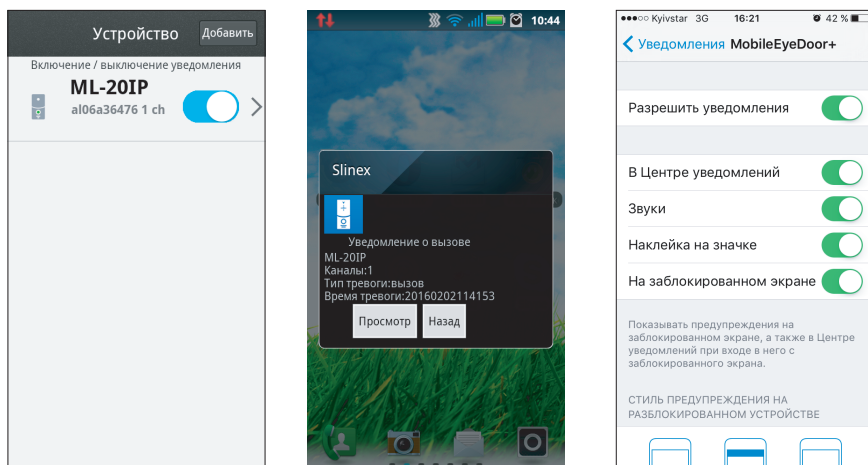 Устройство
Добавить
Включение / выключение уведомления
ML-20IP
al06a36476 1 ch
10:44
Slinex
Уведомление о вызове
ML-20IP
Каналы:1
Тип тревоги:вызов
Время тревоги:20160202114153
Просмотр Назад
Kyivstar 3G 16:21 42 %
Уведомления MobileEyeDoor+
Разрешить уведомления
В Центре уведомлений
Звуки
Наклейка на значке
На заблокированном экране
Показывать предупреждения на
заблокированном экране, а также в Центре
уведомлений при входе в него с
заблокированного экрана.
СТИЛЬ ПРЕДУПРЕЖДЕНИЯ НА
РАЗБЛОКИРОВАННОМ УСТРОЙСТВЕ